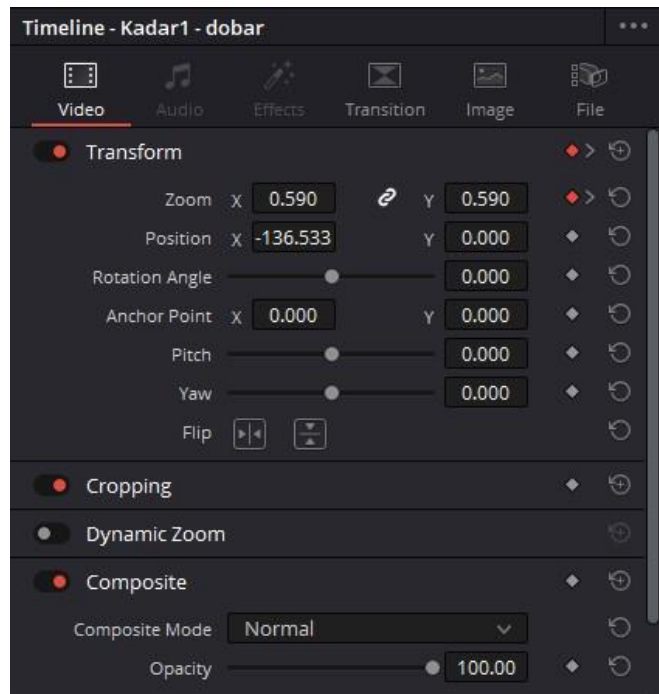 Timeline - Kadar1 - dobar
Video Audio Effects Transition Image File
Transform
Zoom X 0.590 Y 0.590
Position X -136.533 Y 0.000
Rotation Angle 0.000
Anchor Point X 0.000 Y 0.000
Pitch 0.000
Yaw 0.000
Flip
Cropping
Dynamic Zoom
Composite
Composite Mode Normal
Opacity 100.00